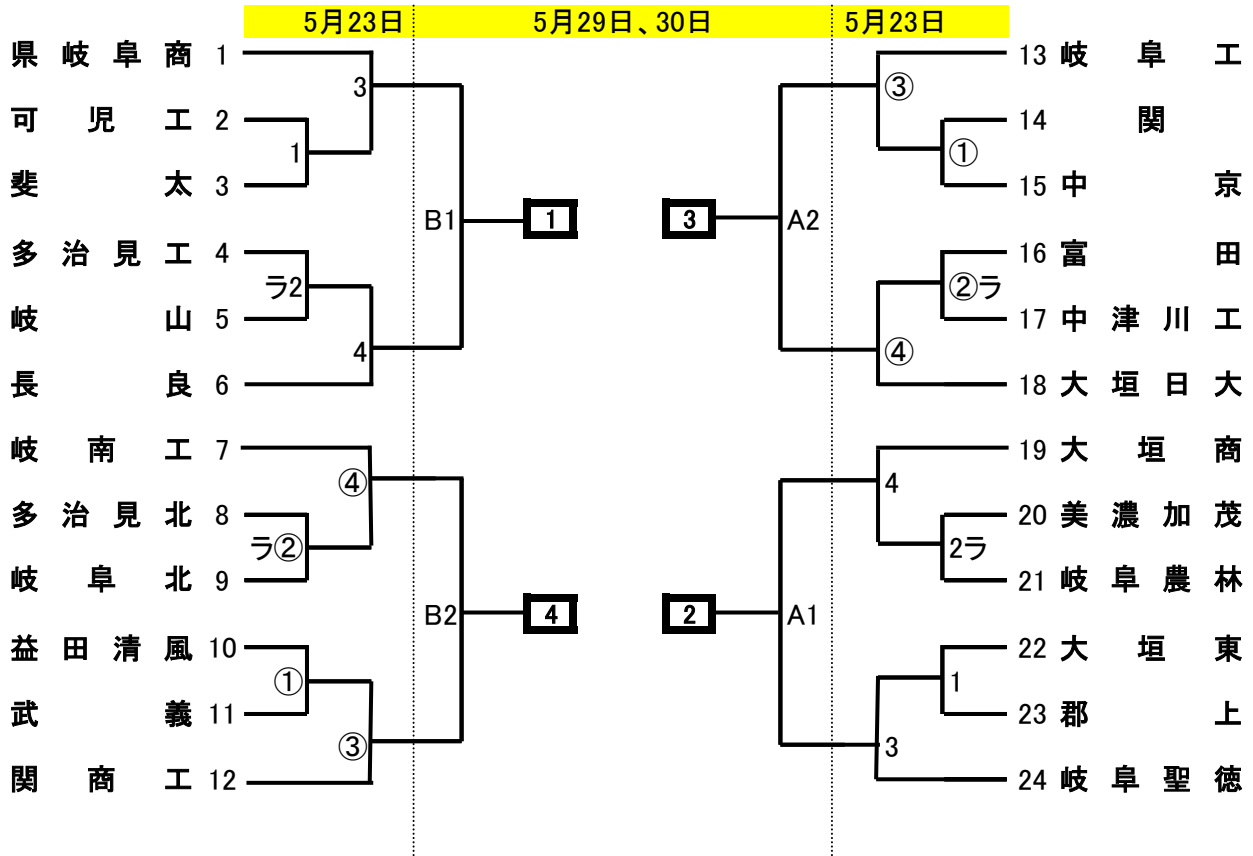 5月23日 5月29日、30日 5月23日
県岐阜商 1 13 岐阜工
3 ③
可児工 2 14 関
1 ①
斐太 3 15 中京
B1 1 3 A2
多治見工 4 16 富田
ラ2 ②ラ
岐山 5 17 中津川工
4 ④
長良 6 18 大垣日大
岐南工 7 19 大垣商
④ 4
多治見北 8 20 美濃加茂
ラ② 2ラ
岐阜北 9 21 岐阜農林
B2 4 2 A1
益田清風 10 22 大垣東
① 1
武義 11 23 郡上
③ 3
関商工 12 24 岐阜聖徳